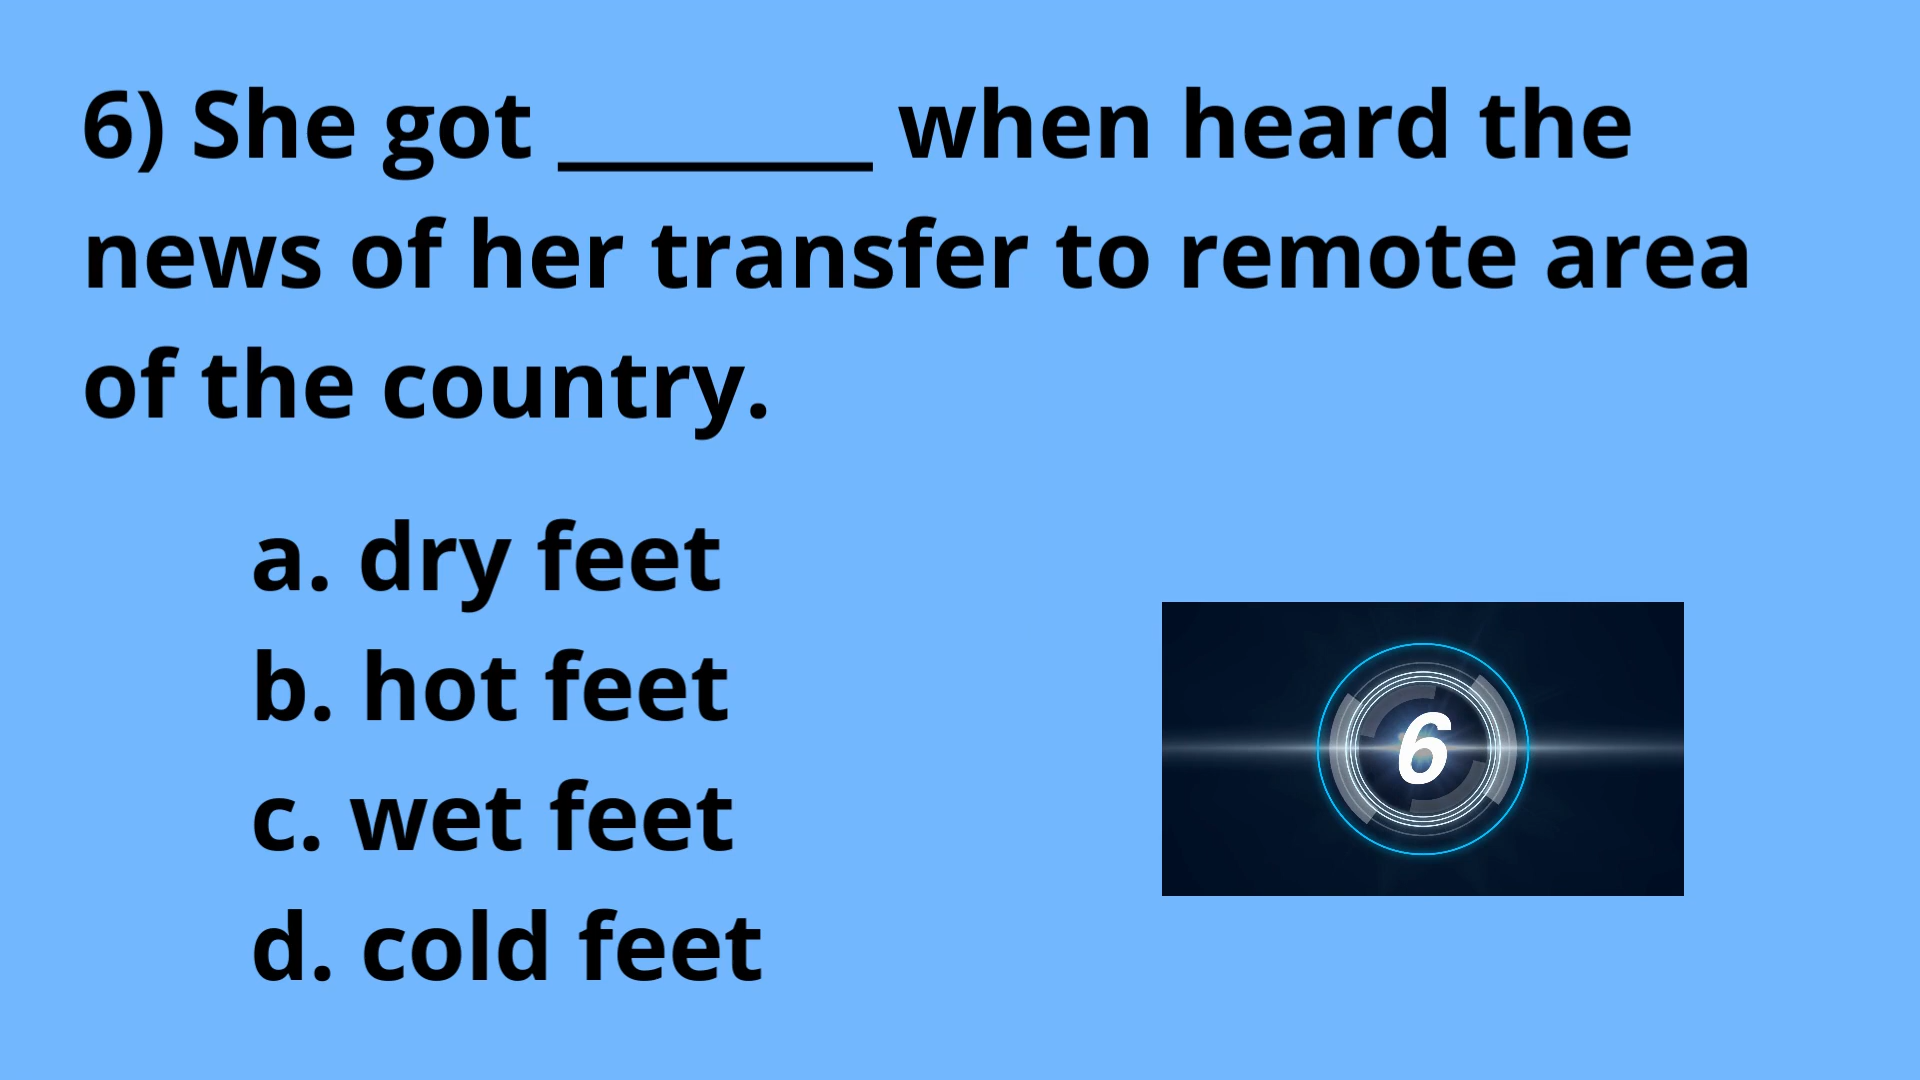 6) She got ________ when heard the
news of her transfer to remote area
of the country.
a. dry feet
b. hot feet
c. wet feet
d. cold feet
6